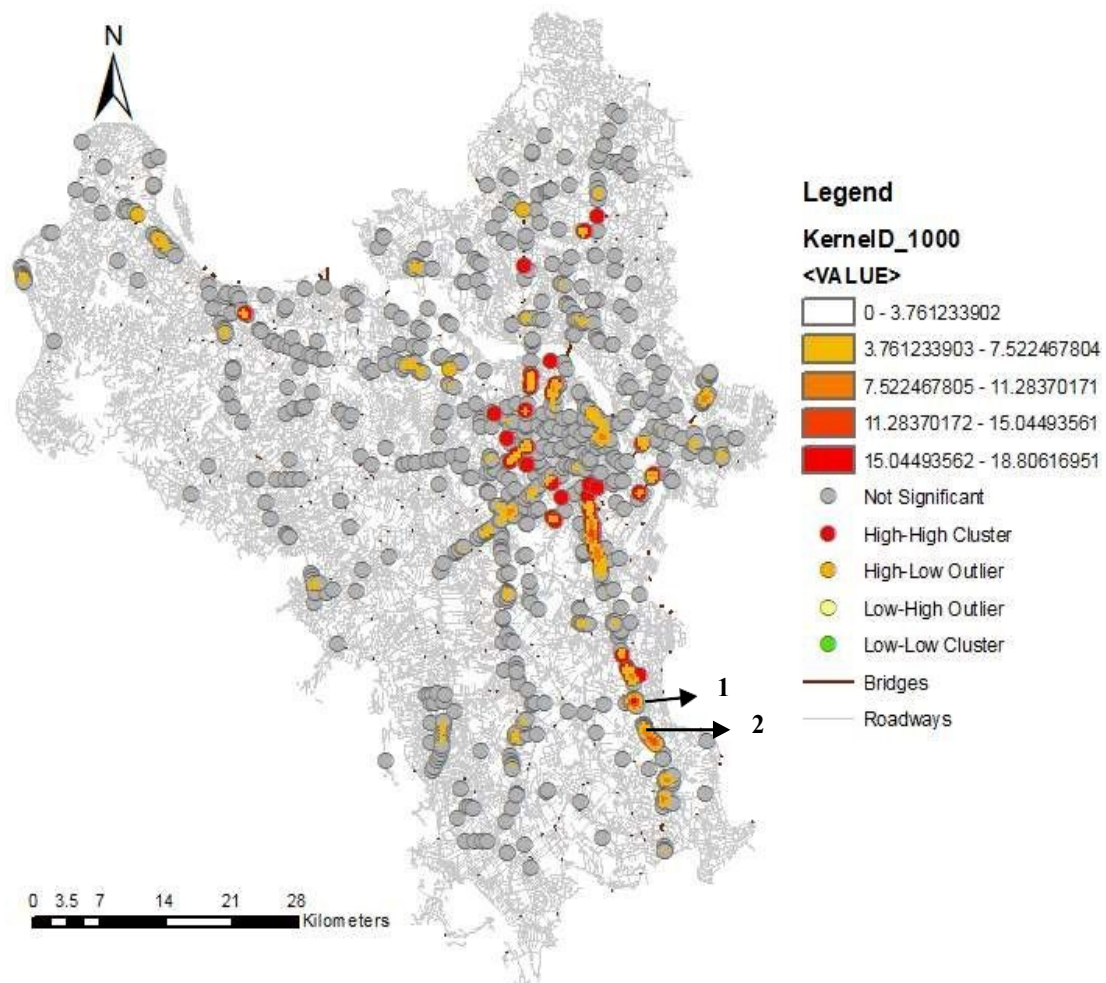 N
Legend
KernelD_1000
<VALUE>
0 - 3.761233902
3.761233903 - 7.522467804
7.522467805 - 11.28370171
11.28370172 - 15.04493561
15.04493562 - 18.80616951
Not Significant
High-High Cluster
High-Low Outlier
Low-High Outlier
Low-Low Cluster
Bridges
Roadways
1
2
0 3.5 7 14 21 28
Kilometers